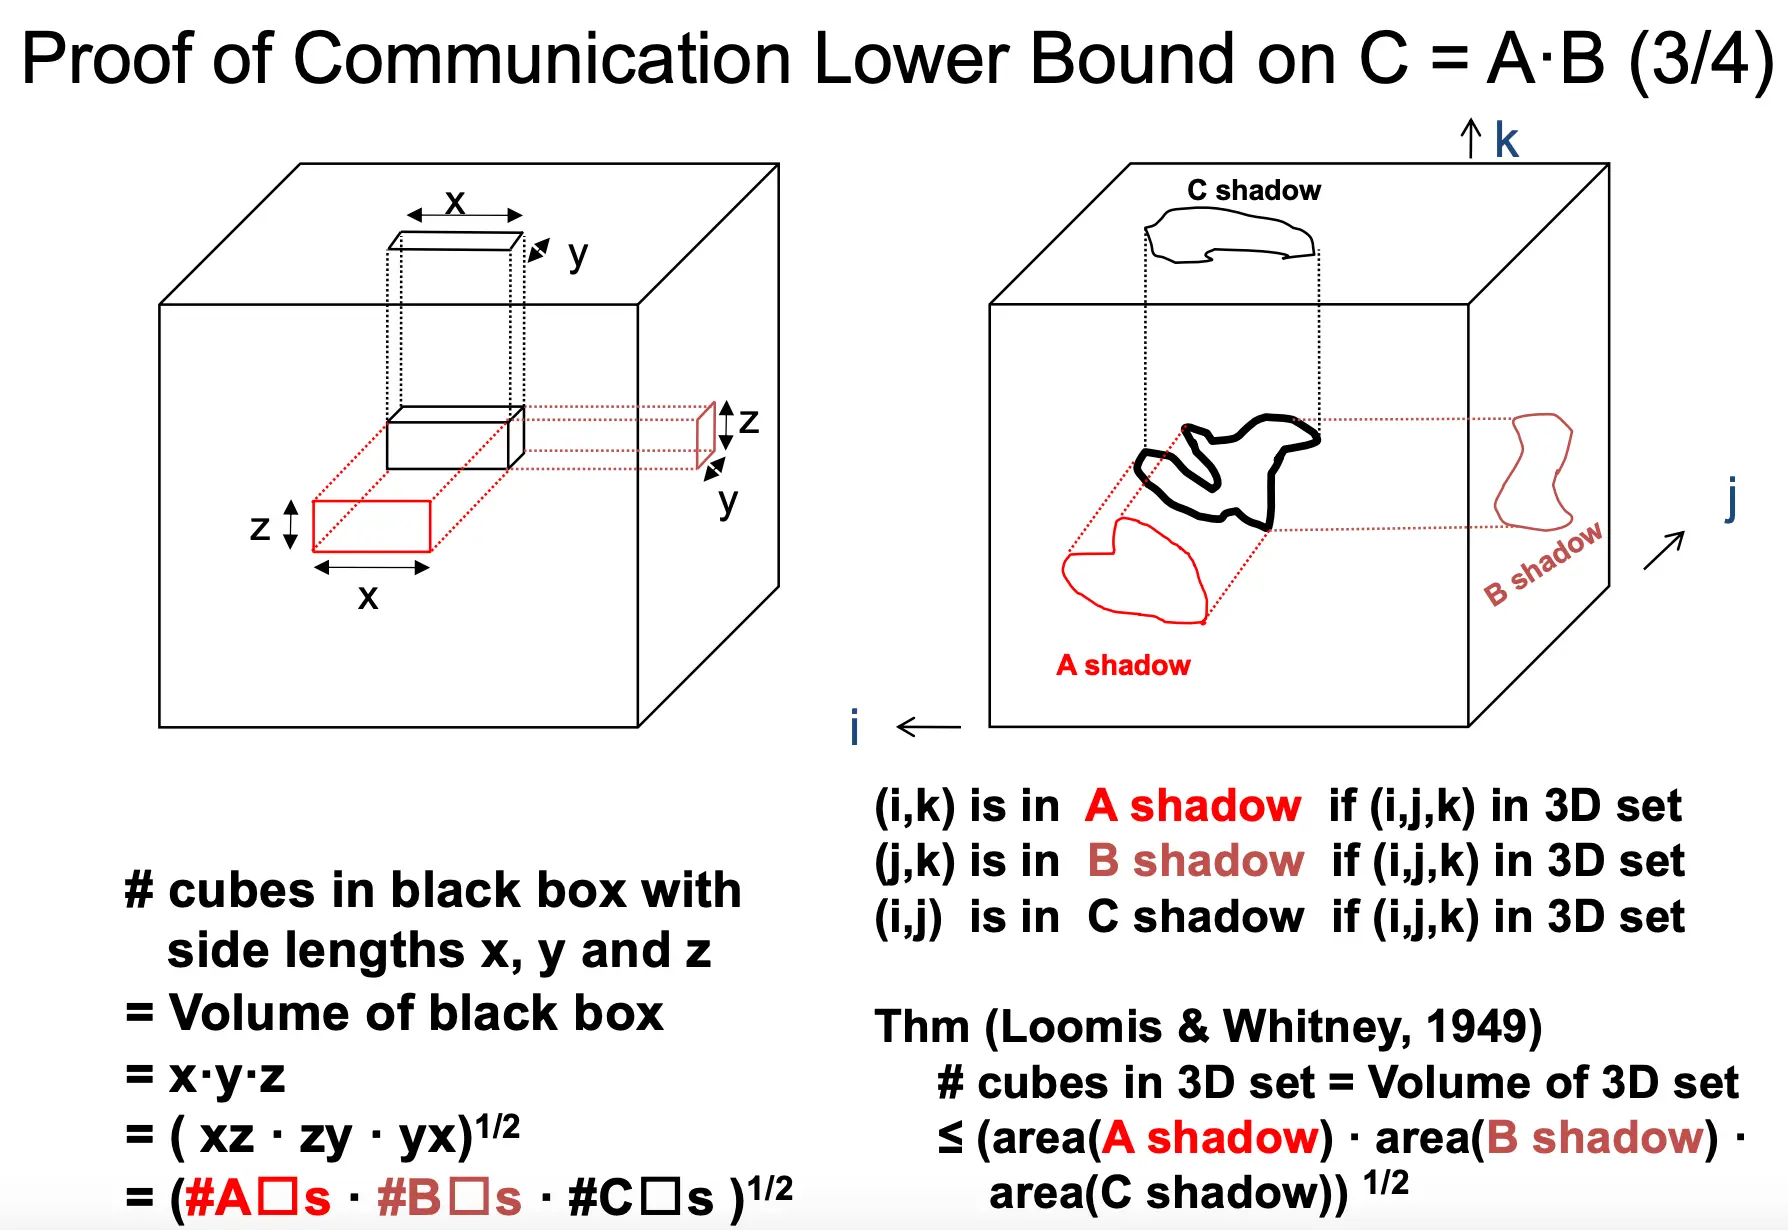 Proof of Communication Lower Bound on C = A·B (3/4)
x
y
z
y
z
x
k
C shadow
j
B shadow
A shadow
i
# cubes in black box with
side lengths x, y and z
= Volume of black box
= x·y·z
= ( xz · zy · yx)1/2
= (#A□s · #B□s · #C□s )1/2
(i,k) is in A shadow if (i,j,k) in 3D set
(j,k) is in B shadow if (i,j,k) in 3D set
(i,j) is in C shadow if (i,j,k) in 3D set
Thm (Loomis & Whitney, 1949)
# cubes in 3D set = Volume of 3D set
≤ (area(A shadow) · area(B shadow) ·
area(C shadow)) 1/2